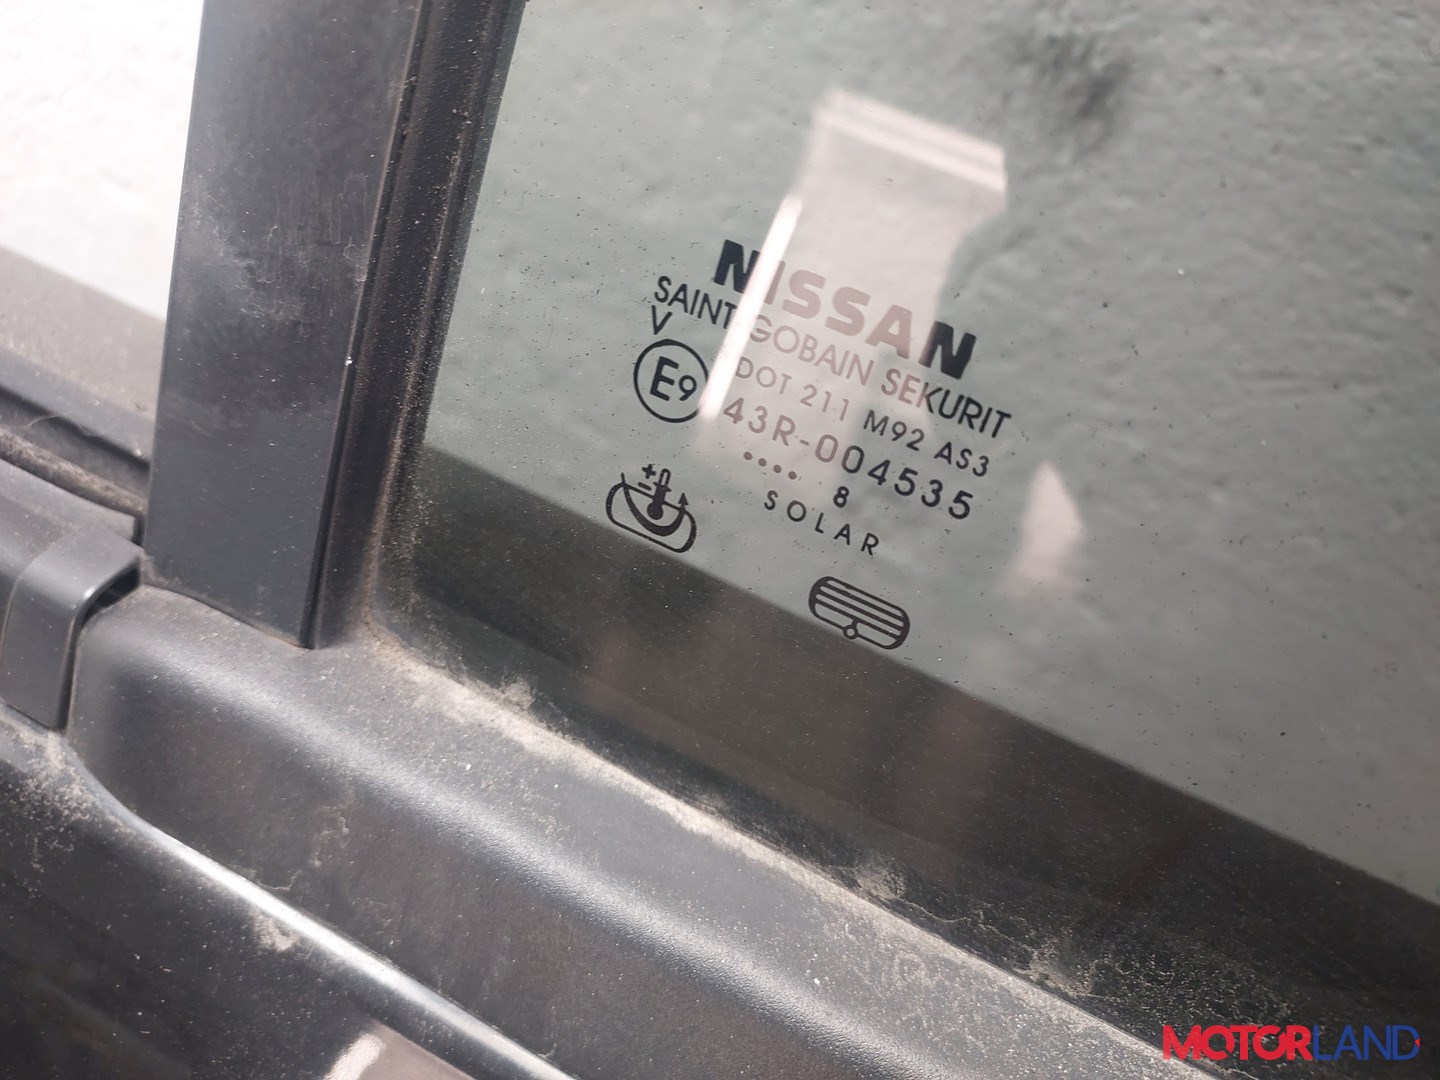 NISSAN
SAINT-GOBAIN SEKURIT
V
E9
DOT 211 M92 AS3
43R-004535
.... 8
SOLAR
MOTORLAND